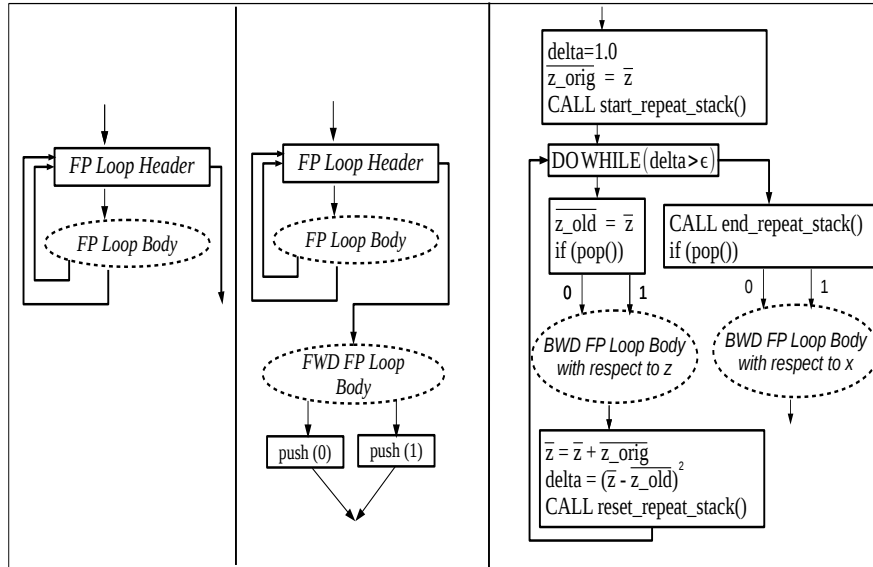 FP Loop Header
FP Loop Body
FP Loop Header
FP Loop Body
FWD FP Loop
Body
push (0)
push (1)
delta=1.0
z_orig = z
CALL start_repeat_stack()
DO WHILE(delta>ϵ)
z_old = z
if (pop())
0
1
BWD FP Loop Body
with respect to z
z = z + z_orig
delta = (z - z_old)²
CALL reset_repeat_stack()
CALL end_repeat_stack()
if (pop())
0
1
BWD FP Loop Body
with respect to x